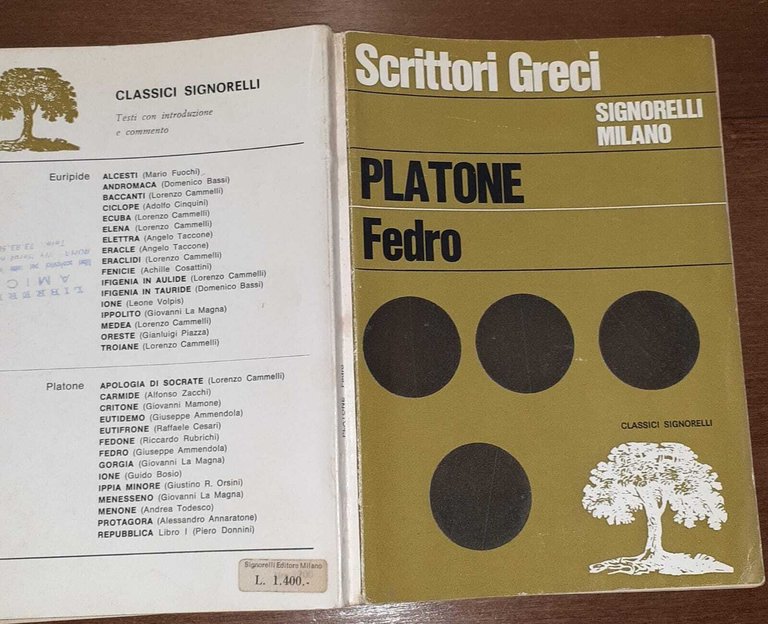 CLASSICI SIGNORELLI
Testi con introduzione
e commento
Euripide
ALCESTI (Mario Fuochi)
ANDROMACA (Domenico Bassi)
BACCANTI (Lorenzo Cammelli)
CICLOPE (Adolfo Cinquini)
ECUBA (Lorenzo Cammelli)
ELENA (Lorenzo Cammelli)
ELETTRA (Angelo Taccone)
ERACLE (Angelo Taccone)
ERACLIDI (Lorenzo Cammelli)
FENICIE (Achille Cosattini)
IFIGENIA IN AULIDE (Lorenzo Cammelli)
IFIGENIA IN TAURIDE (Domenico Bassi)
IONE (Leone Volpis)
IPPOLITO (Giovanni La Magna)
MEDEA (Lorenzo Cammelli)
ORESTE (Gianluigi Piazza)
TROIANE (Lorenzo Cammelli)
Platone
APOLOGIA DI SOCRATE (Lorenzo Cammelli)
CARMIDE (Alfonso Zacchi)
CRITONE (Giovanni Mamone)
EUTIDEMO (Giuseppe Ammendola)
EUTIFRONE (Raffaele Cesari)
FEDONE (Riccardo Rubrichi)
FEDRO (Giuseppe Ammendola)
GORGIA (Giovanni La Magna)
IONE (Guido Bosio)
IPPIA MINORE (Giustino R. Orsini)
MENESSENO (Giovanni La Magna)
MENONE (Andrea Todesco)
PROTAGORA (Alessandro Annaratone)
REPUBBLICA Libro I (Piero Donnini)
Signorelli Editore Milano
L. 1.400,-
PLATONE Fedro
Scrittori Greci
SIGNORELLI
MILANO
PLATONE
Fedro
CLASSICI SIGNORELLI